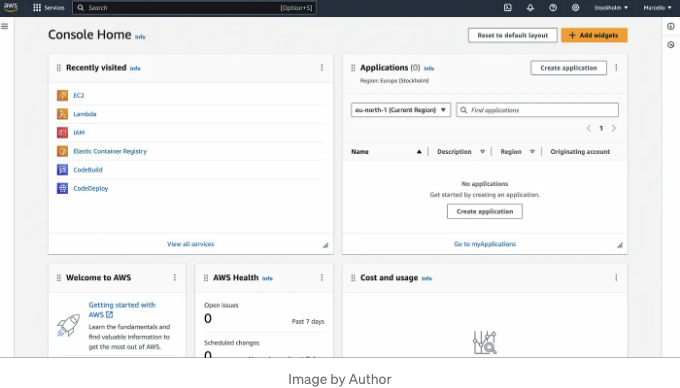 aws
Services
Search
[Option+S]
Stockholm
Marcello
Console Home Info
Reset to default layout
+ Add widgets
Recently visited Info
EC2
Lambda
IAM
Elastic Container Registry
CodeBuild
CodeDeploy
View all services
Applications (0) Info
Region: Europe (Stockholm)
Create application
eu-north-1 (Current Region)
Find applications
1
Name
Description
Region
Originating account
No applications
Get started by creating an application.
Create application
Go to myApplications
Welcome to AWS
Getting started with
AWS
Learn the fundamentals and
find valuable information to
get the most out of AWS.
AWS Health Info
Open issues
0
Past 7 days
Scheduled changes
0
Cost and usage Info
Image by Author